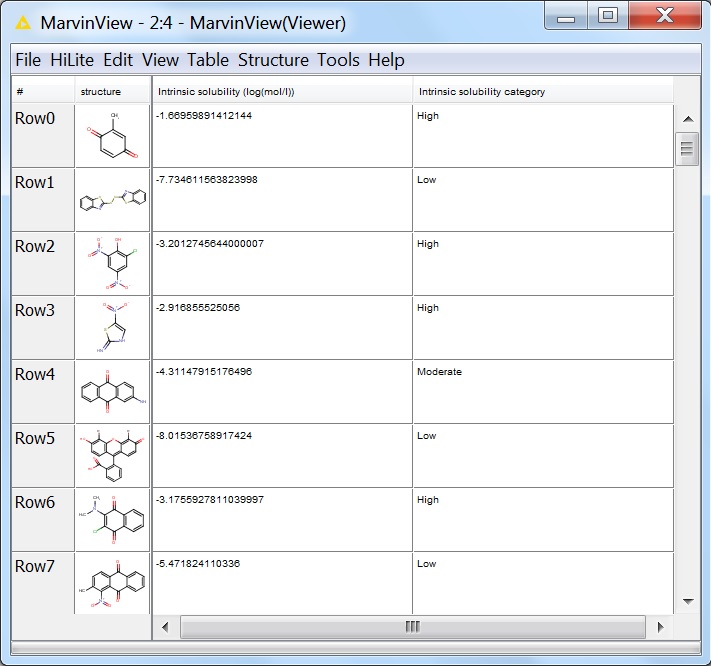 MarvinView - 2:4 - MarvinView(Viewer)
File HiLite Edit View Table Structure Tools Help
# structure Intrinsic solubility (log(mol/l)) Intrinsic solubility category
Row0 -1.66959891412144 High
Row1 -7.734611563823998 Low
Row2 -3.2012745644000007 High
Row3 -2.916855525056 High
Row4 -4.31147915176496 Moderate
Row5 -8.01536758917424 Low
Row6 -3.1755927811039997 High
Row7 -5.471824110336 Low